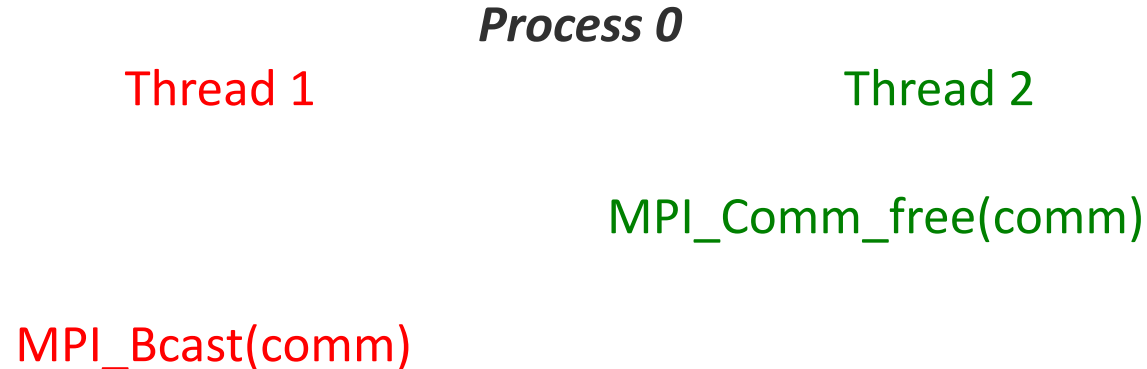 Process 0
Thread 1 Thread 2
MPI_Comm_free(comm)
MPI_Bcast(comm)